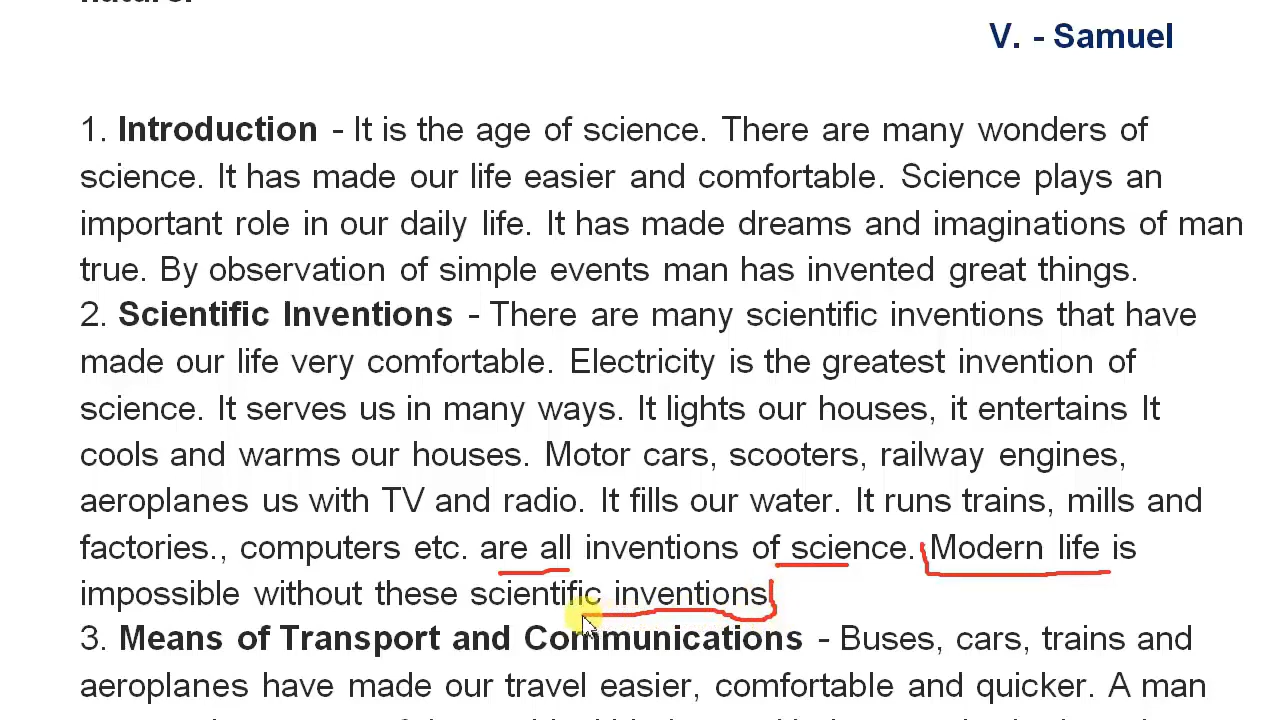 V. - Samuel
1. Introduction - It is the age of science. There are many wonders of
science. It has made our life easier and comfortable. Science plays an
important role in our daily life. It has made dreams and imaginations of man
true. By observation of simple events man has invented great things.
2. Scientific Inventions - There are many scientific inventions that have
made our life very comfortable. Electricity is the greatest invention of
science. It serves us in many ways. It lights our houses, it entertains It
cools and warms our houses. Motor cars, scooters, railway engines,
aeroplanes us with TV and radio. It fills our water. It runs trains, mills and
factories., computers etc. are all inventions of science. Modern life is
impossible without these scientific inventions.
3. Means of Transport and Communications - Buses, cars, trains and
aeroplanes have made our travel easier, comfortable and quicker. A man